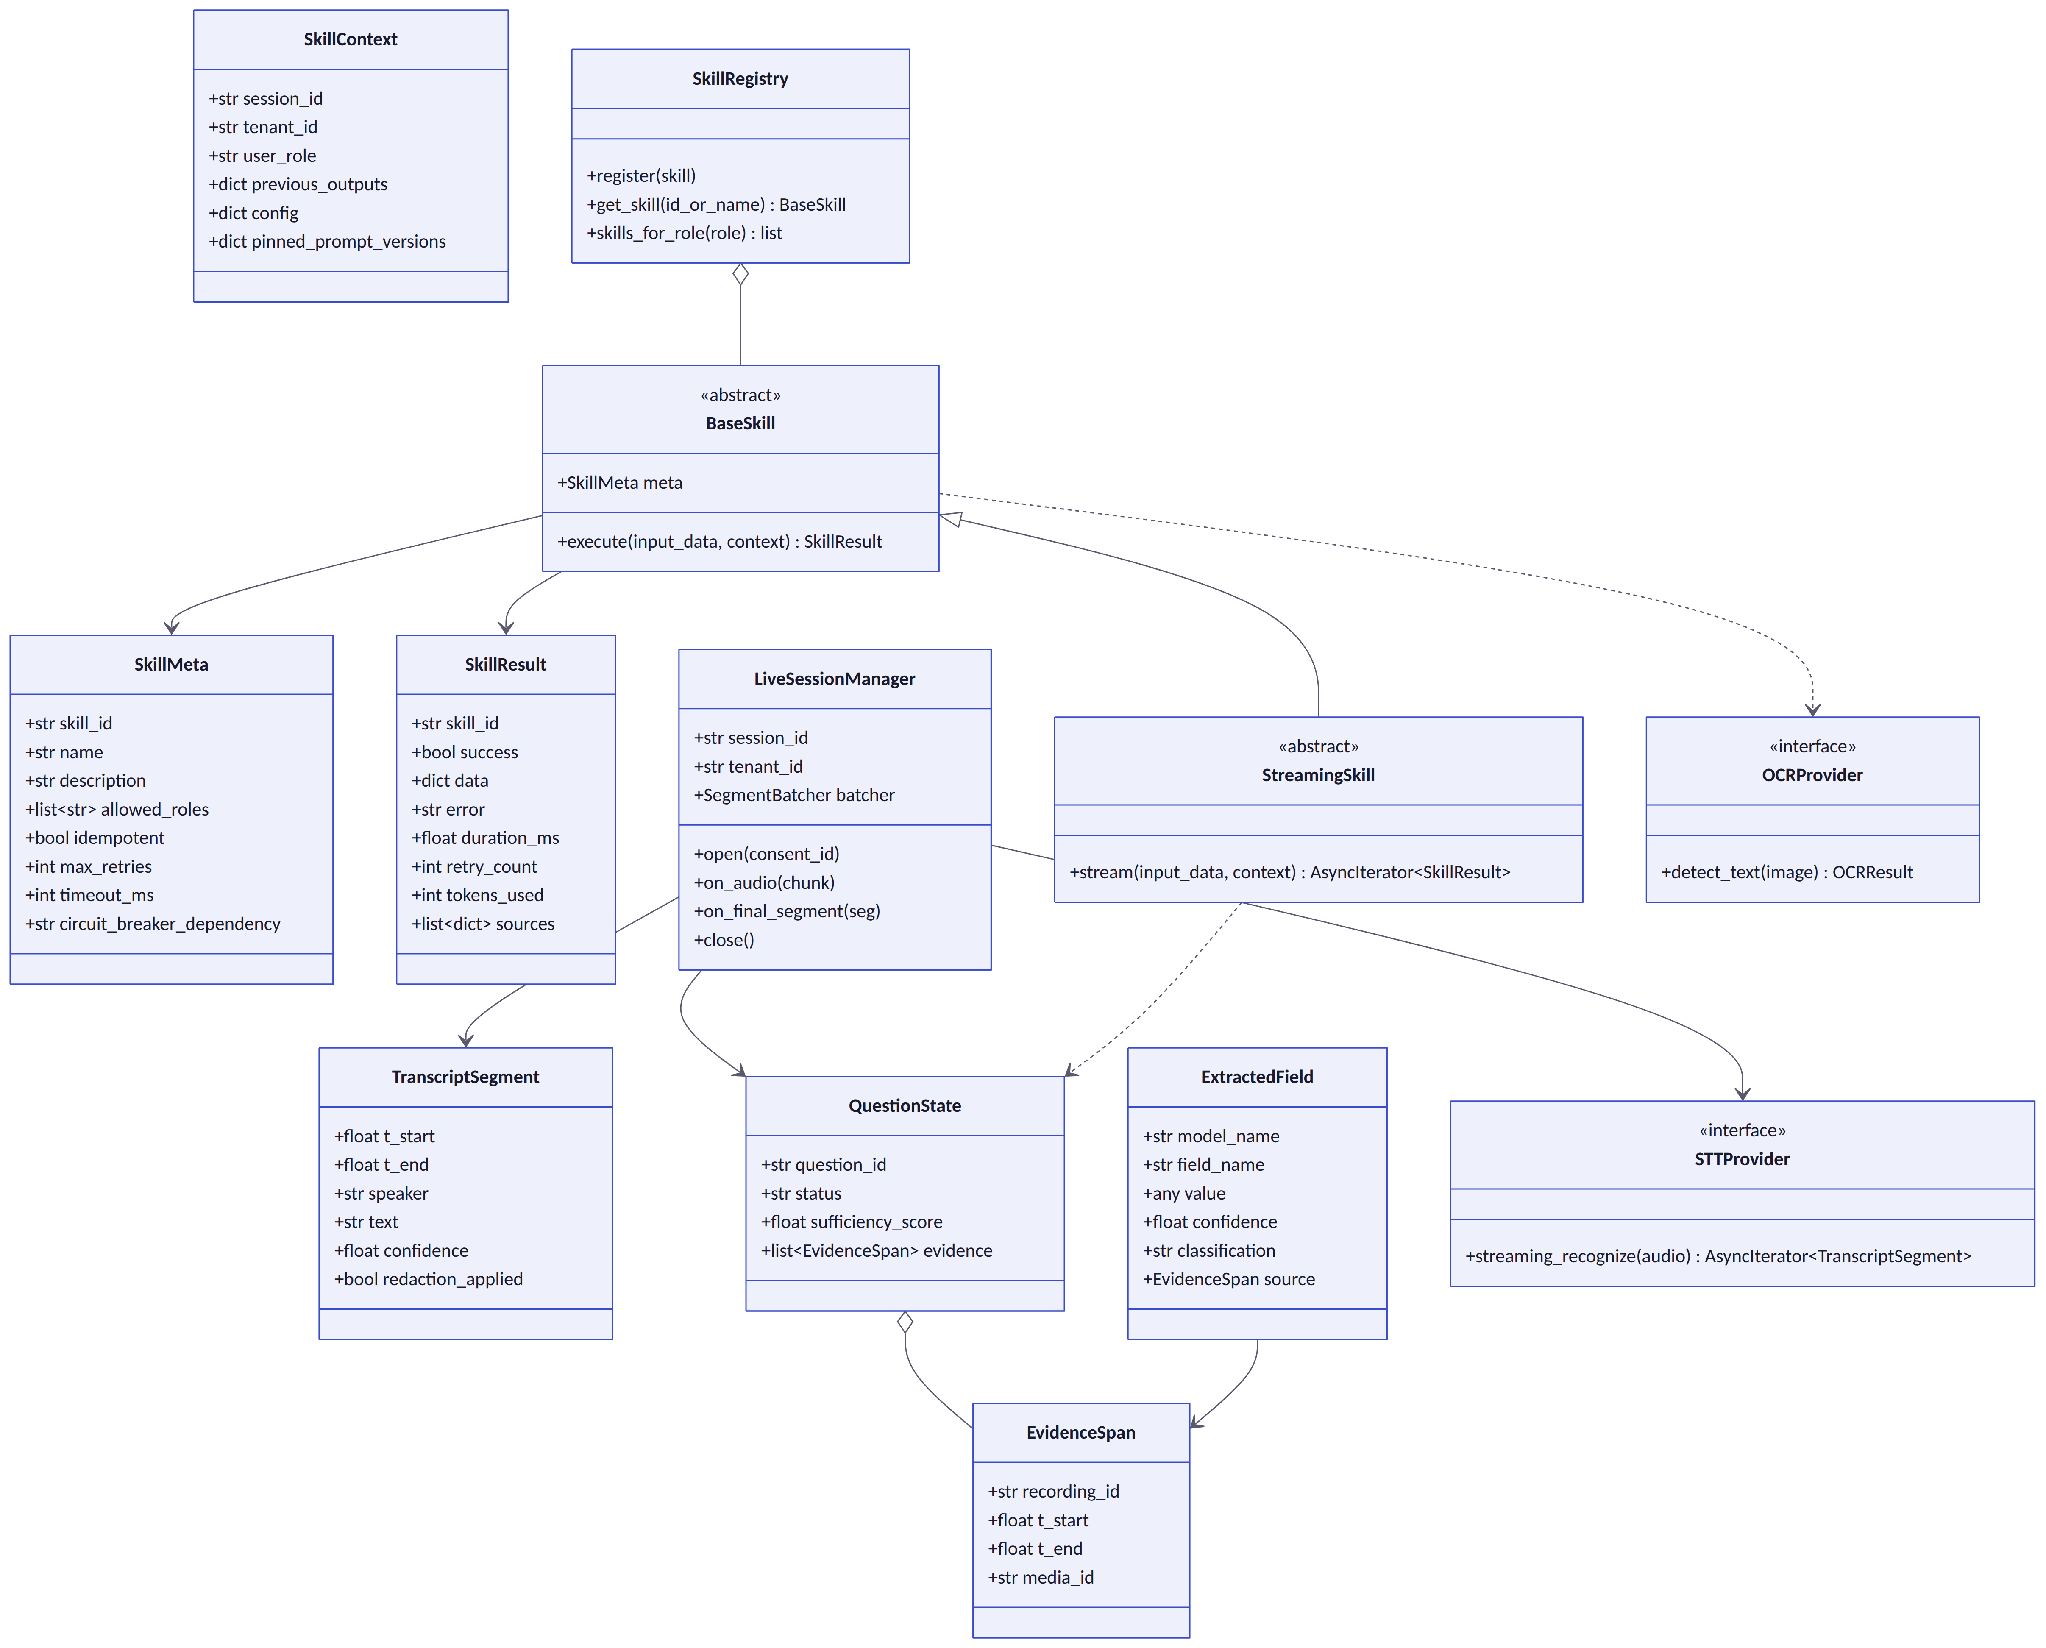 SkillContext
+str session_id
+str tenant_id
+str user_role
+dict previous_outputs
+dict config
+dict pinned_prompt_versions
SkillRegistry
+register(skill)
+get_skill(id_or_name) : BaseSkill
+skills_for_role(role) : list
«abstract»
BaseSkill
+SkillMeta meta
+execute(input_data, context) : SkillResult
SkillMeta
+str skill_id
+str name
+str description
+list<str> allowed_roles
+bool idempotent
+int max_retries
+int timeout_ms
+str circuit_breaker_dependency
SkillResult
+str skill_id
+bool success
+dict data
+str error
+float duration_ms
+int retry_count
+int tokens_used
+list<dict> sources
LiveSessionManager
+str session_id
+str tenant_id
+SegmentBatcher batcher
+open(consent_id)
+on_audio(chunk)
+on_final_segment(seg)
+close()
«abstract»
StreamingSkill
+stream(input_data, context) : AsyncIterator<SkillResult>
«interface»
OCRProvider
+detect_text(image) : OCRResult
TranscriptSegment
+float t_start
+float t_end
+str speaker
+str text
+float confidence
+bool redaction_applied
QuestionState
+str question_id
+str status
+float sufficiency_score
+list<EvidenceSpan> evidence
ExtractedField
+str model_name
+str field_name
+any value
+float confidence
+str classification
+EvidenceSpan source
«interface»
STTProvider
+streaming_recognize(audio) : AsyncIterator<TranscriptSegment>
EvidenceSpan
+str recording_id
+float t_start
+float t_end
+str media_id